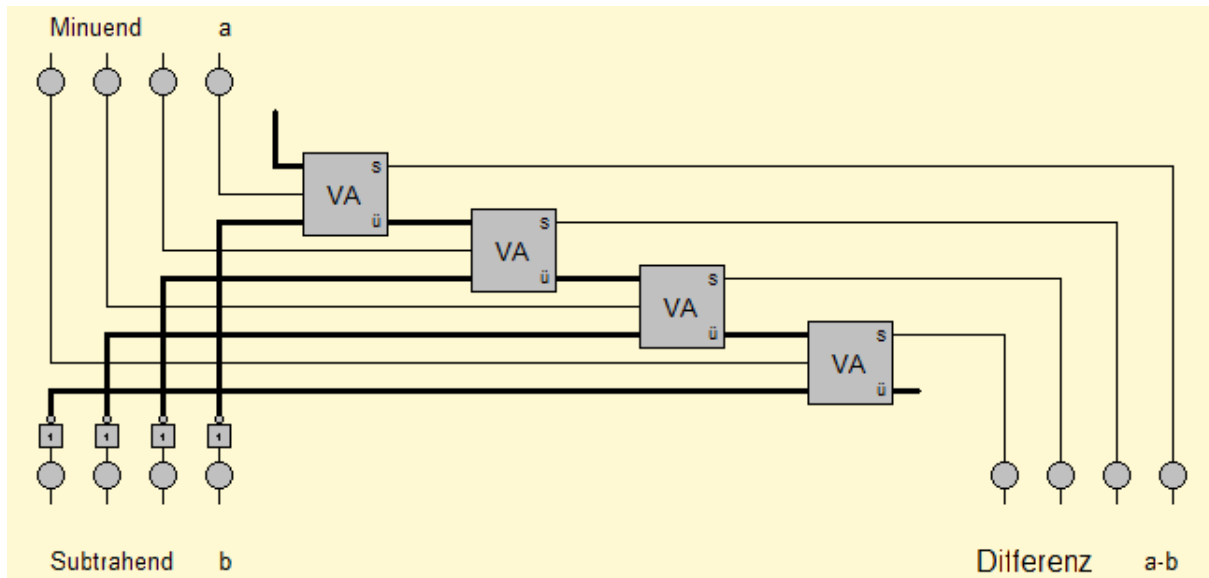 Minuend a
s
VA
ü
s
VA
ü
s
VA
ü
s
VA
ü
1 1 1 1
Subtrahend b
Differenz a-b